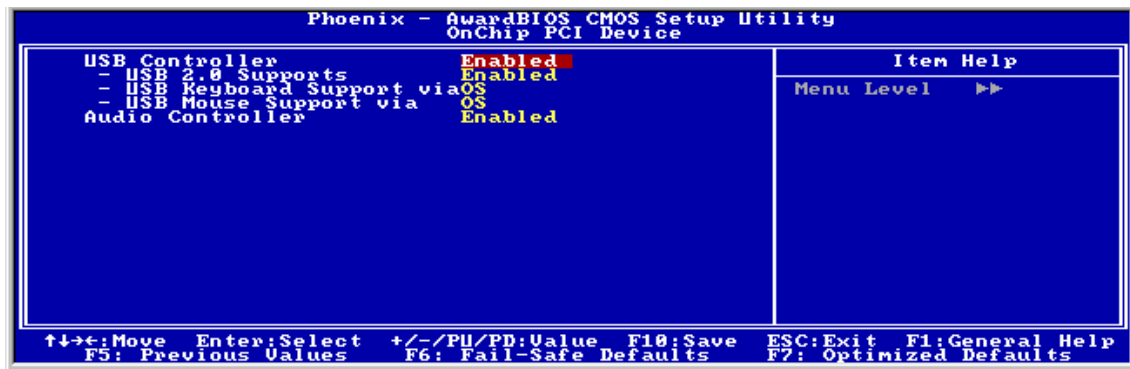 Phoenix - AwardBIOS CMOS Setup Utility
OnChip PCI Device
USB Controller Enabled
- USB 2.0 Supports Enabled
- USB Keyboard Support via OS
- USB Mouse Support via OS
Audio Controller Enabled
Item Help
Menu Level ▶▶
↑↓→←:Move Enter:Select +/-/PU/PD:Value F10:Save ESC:Exit F1:General Help
F5: Previous Values F6: Fail-Safe Defaults F7: Optimized Defaults